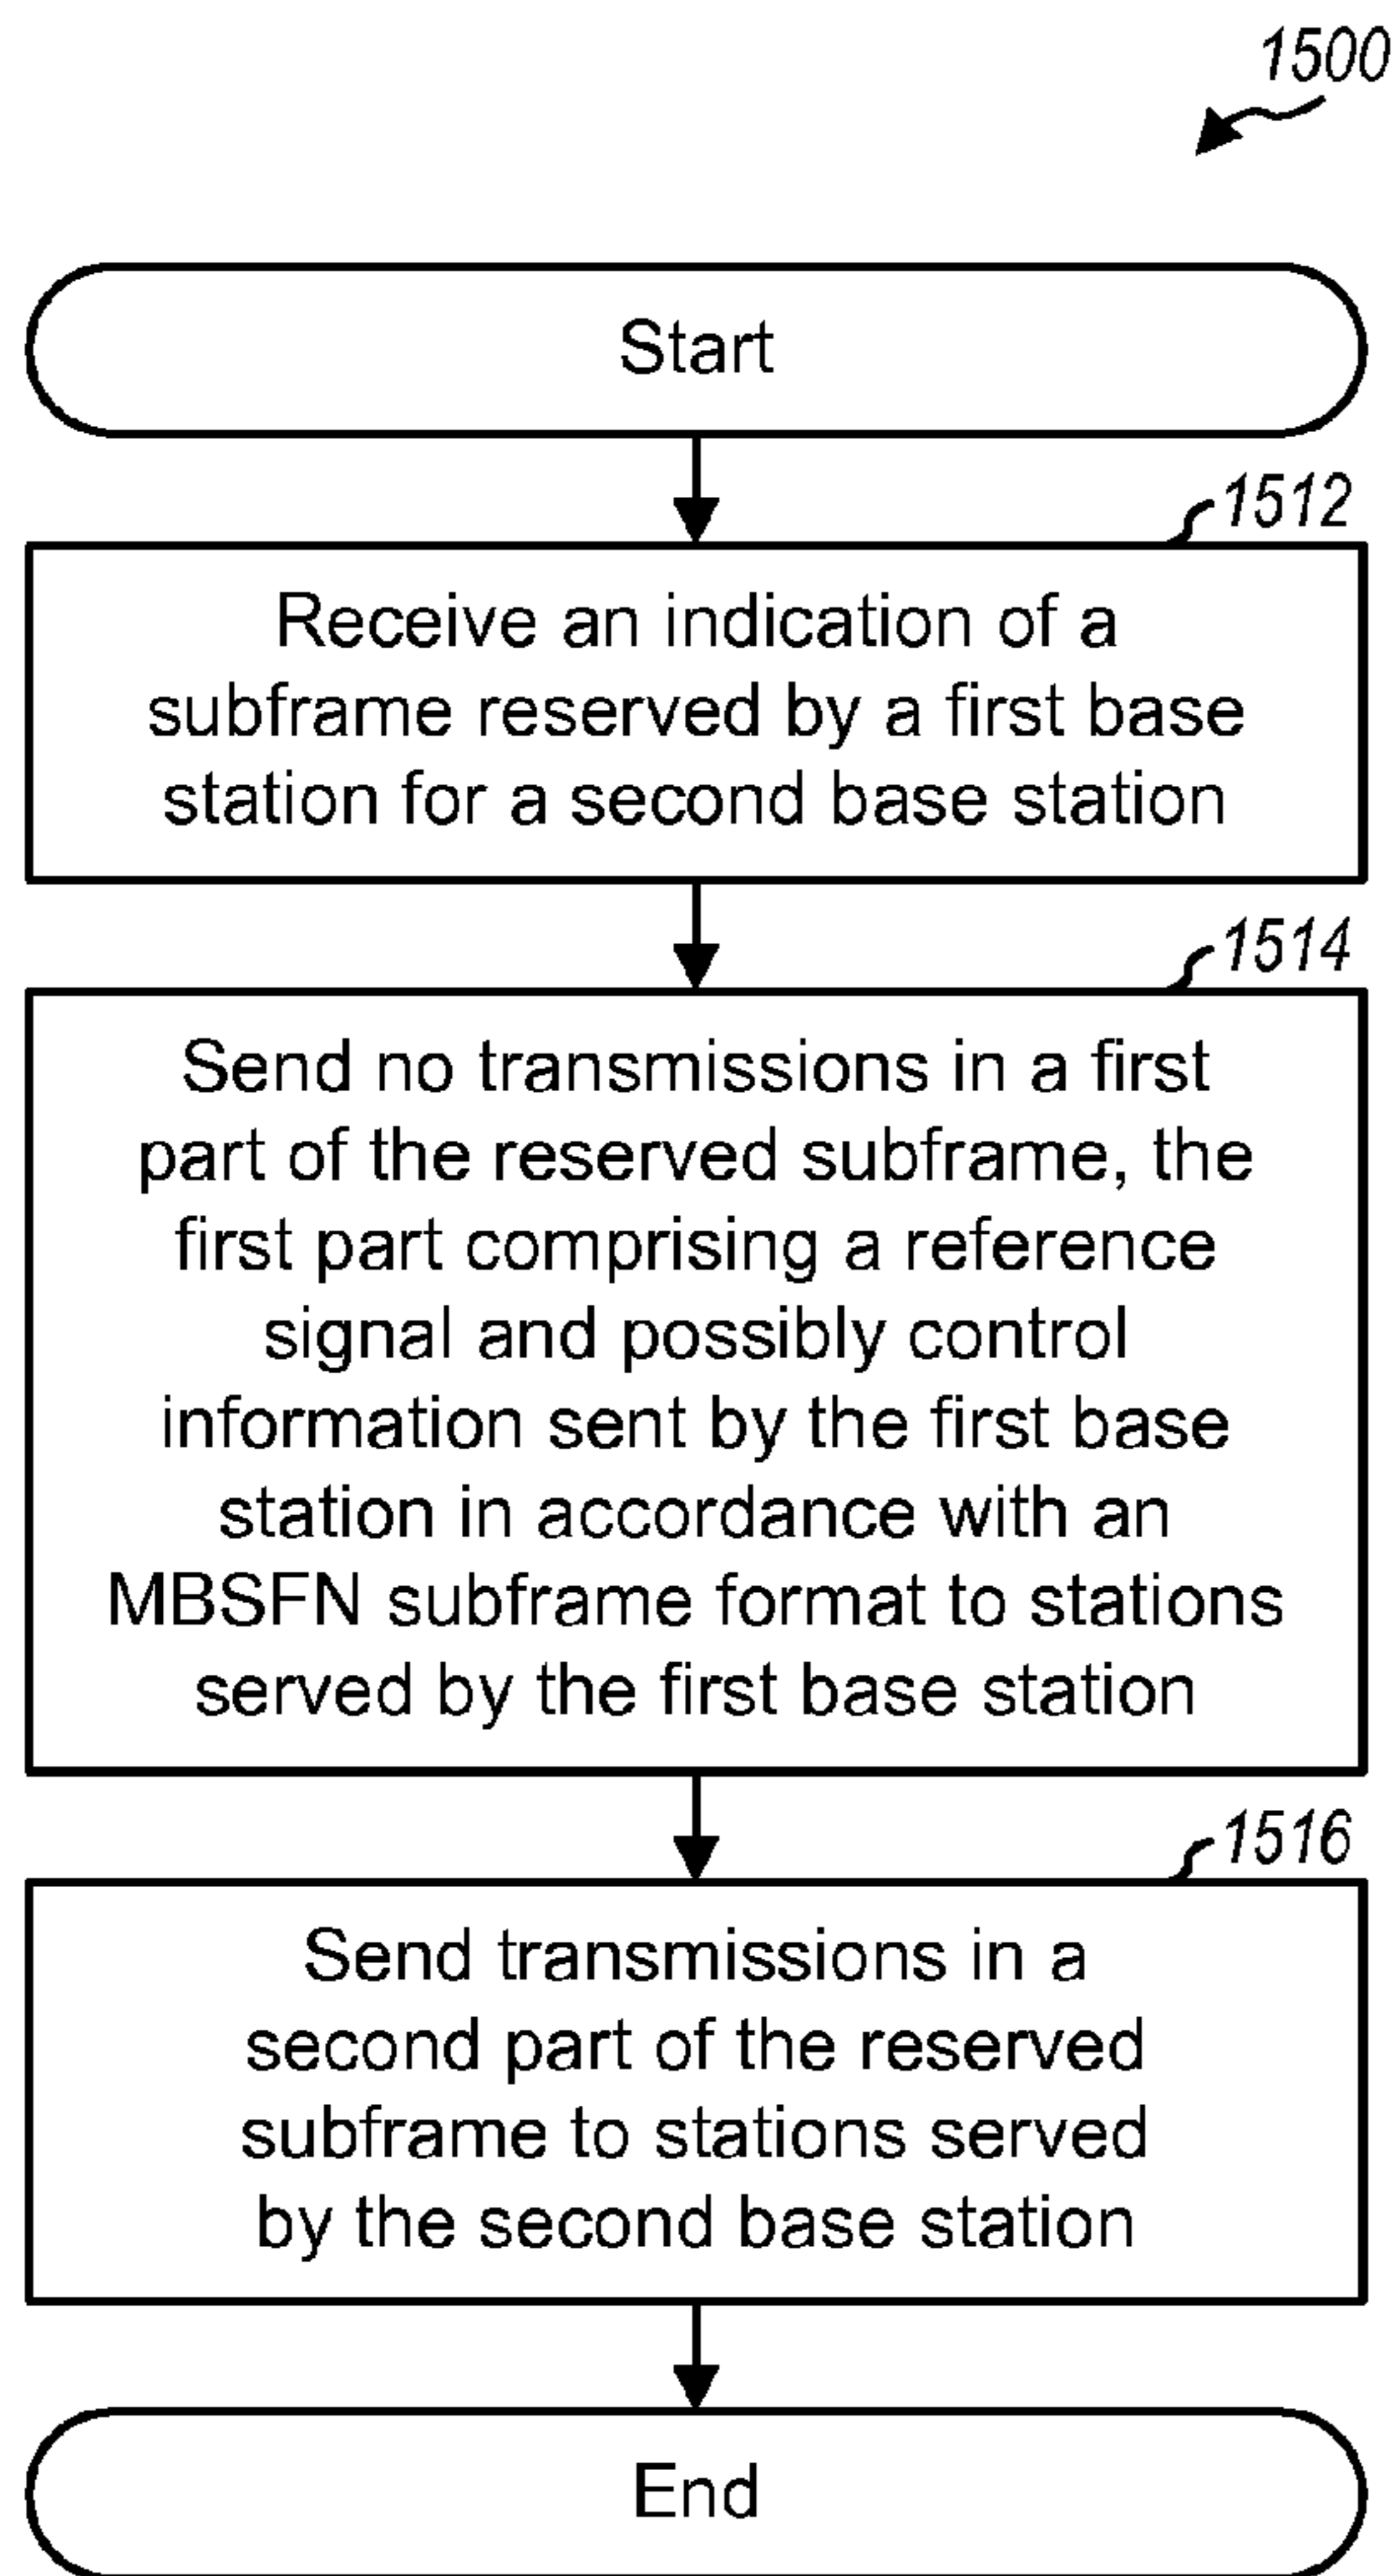 1500
Start
1512
Receive an indication of a
subframe reserved by a first base
station for a second base station
1514
Send no transmissions in a first
part of the reserved subframe, the
first part comprising a reference
signal and possibly control
information sent by the first base
station in accordance with an
MBSFN subframe format to stations
served by the first base station
1516
Send transmissions in a
second part of the reserved
subframe to stations served
by the second base station
End